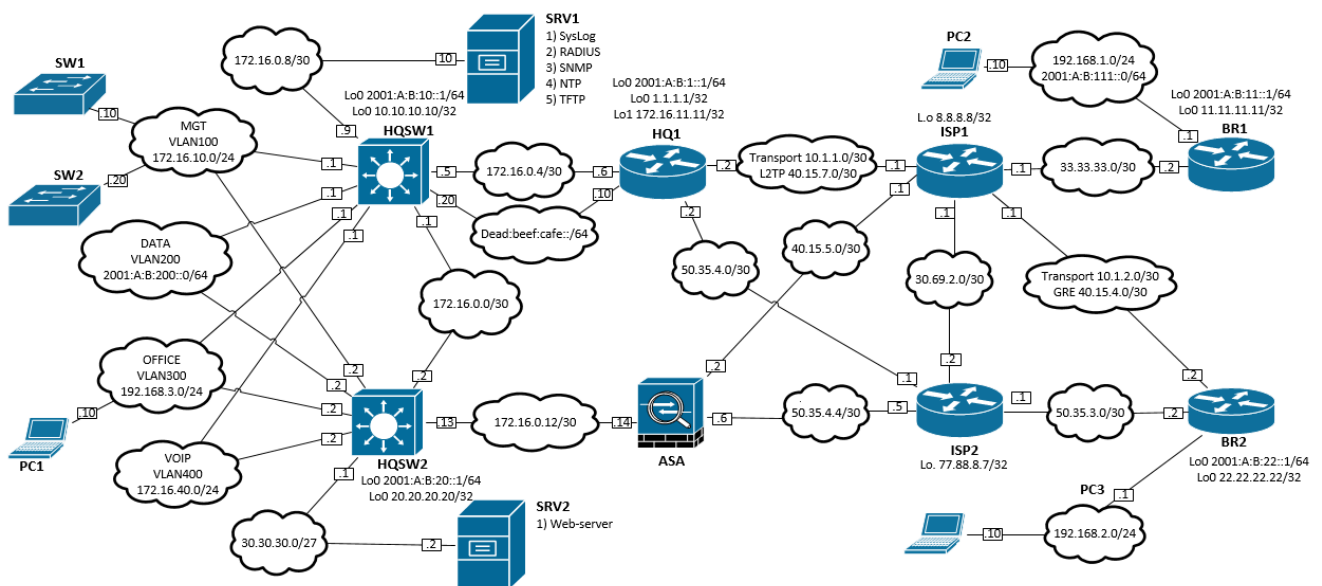 SRV1
1) SysLog
2) RADIUS
3) SNMP
4) NTP
5) TFTP
172.16.0.8/30
10
.9
SW1
.10
SW2
.20
MGT
VLAN100
172.16.10.0/24
Lo0 2001:A:B:10::1/64
Lo0 10.10.10.10/32
HQSW1
.1
.1
.1
.1
.1
.5
.20
172.16.0.4/30
Dead:beef:cafe::/64
.6
.10
Lo0 2001:A:B:1::1/64
Lo0 1.1.1.1/32
Lo1 172.16.11.11/32
HQ1
.2
.2
Transport 10.1.1.0/30
L2TP 40.15.7.0/30
.1
PC2
.10
192.168.1.0/24
2001:A:B:111::0/64
L.o 8.8.8.8/32
ISP1
.1
.1
.1
.1
33.33.33.0/30
.2
.1
Lo0 2001:A:B:11::1/64
Lo0 11.11.11.11/32
BR1
DATA
VLAN200
2001:A:B:200::0/64
50.35.4.0/30
40.15.5.0/30
30.69.2.0/30
Transport 10.1.2.0/30
GRE 40.15.4.0/30
172.16.0.0/30
OFFICE
VLAN300
192.168.3.0/24
.10
PC1
VOIP
VLAN400
172.16.40.0/24
.2
.2
.2
.2
.2
HQSW2
.13
172.16.0.12/30
.14
.2
ASA
.6
50.35.4.4/30
.5
.1
.2
ISP2
.1
50.35.3.0/30
.2
.2
BR2
Lo. 77.88.8.7/32
Lo0 2001:A:B:22::1/64
Lo0 22.22.22.22/32
Lo0 2001:A:B:20::1/64
Lo0 20.20.20.20/32
.1
30.30.30.0/27
.2
SRV2
1) Web-server
PC3
.10
192.168.2.0/24
.1